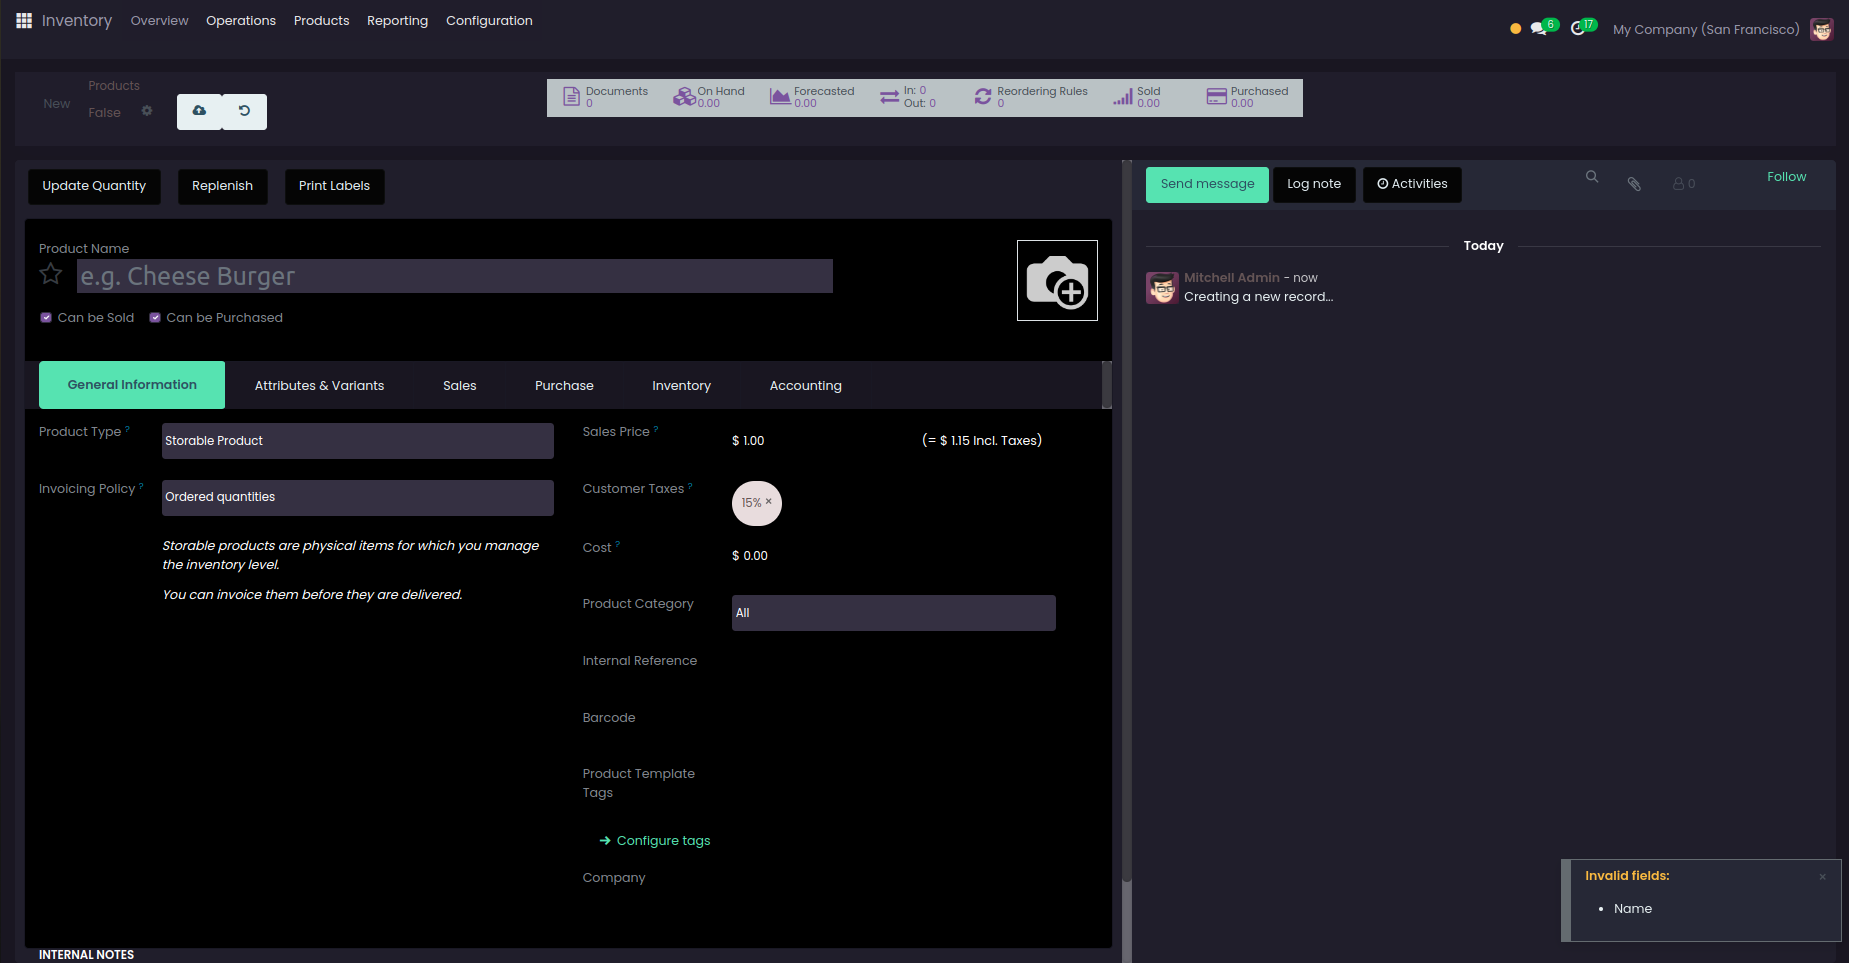 Inventory Overview Operations Products Reporting Configuration
6 17 My Company (San Francisco)
New
Products
False
Documents
0
On Hand
0.00
Forecasted
0.00
In: 0
Out: 0
Reordering Rules
0
Sold
0.00
Purchased
0.00
Update Quantity Replenish Print Labels
Send message Log note Activities 0 Follow
Product Name
e.g. Cheese Burger
Can be Sold Can be Purchased
General Information Attributes & Variants Sales Purchase Inventory Accounting
Product Type ? Storable Product
Invoicing Policy ? Ordered quantities
Storable products are physical items for which you manage
the inventory level.
You can invoice them before they are delivered.
Sales Price ? $ 1.00 (= $ 1.15 Incl. Taxes)
Customer Taxes ? 15% ×
Cost ? $ 0.00
Product Category All
Internal Reference
Barcode
Product Template
Tags
Configure tags
Company
INTERNAL NOTES
Today
Mitchell Admin - now
Creating a new record...
Invalid fields: ×
• Name